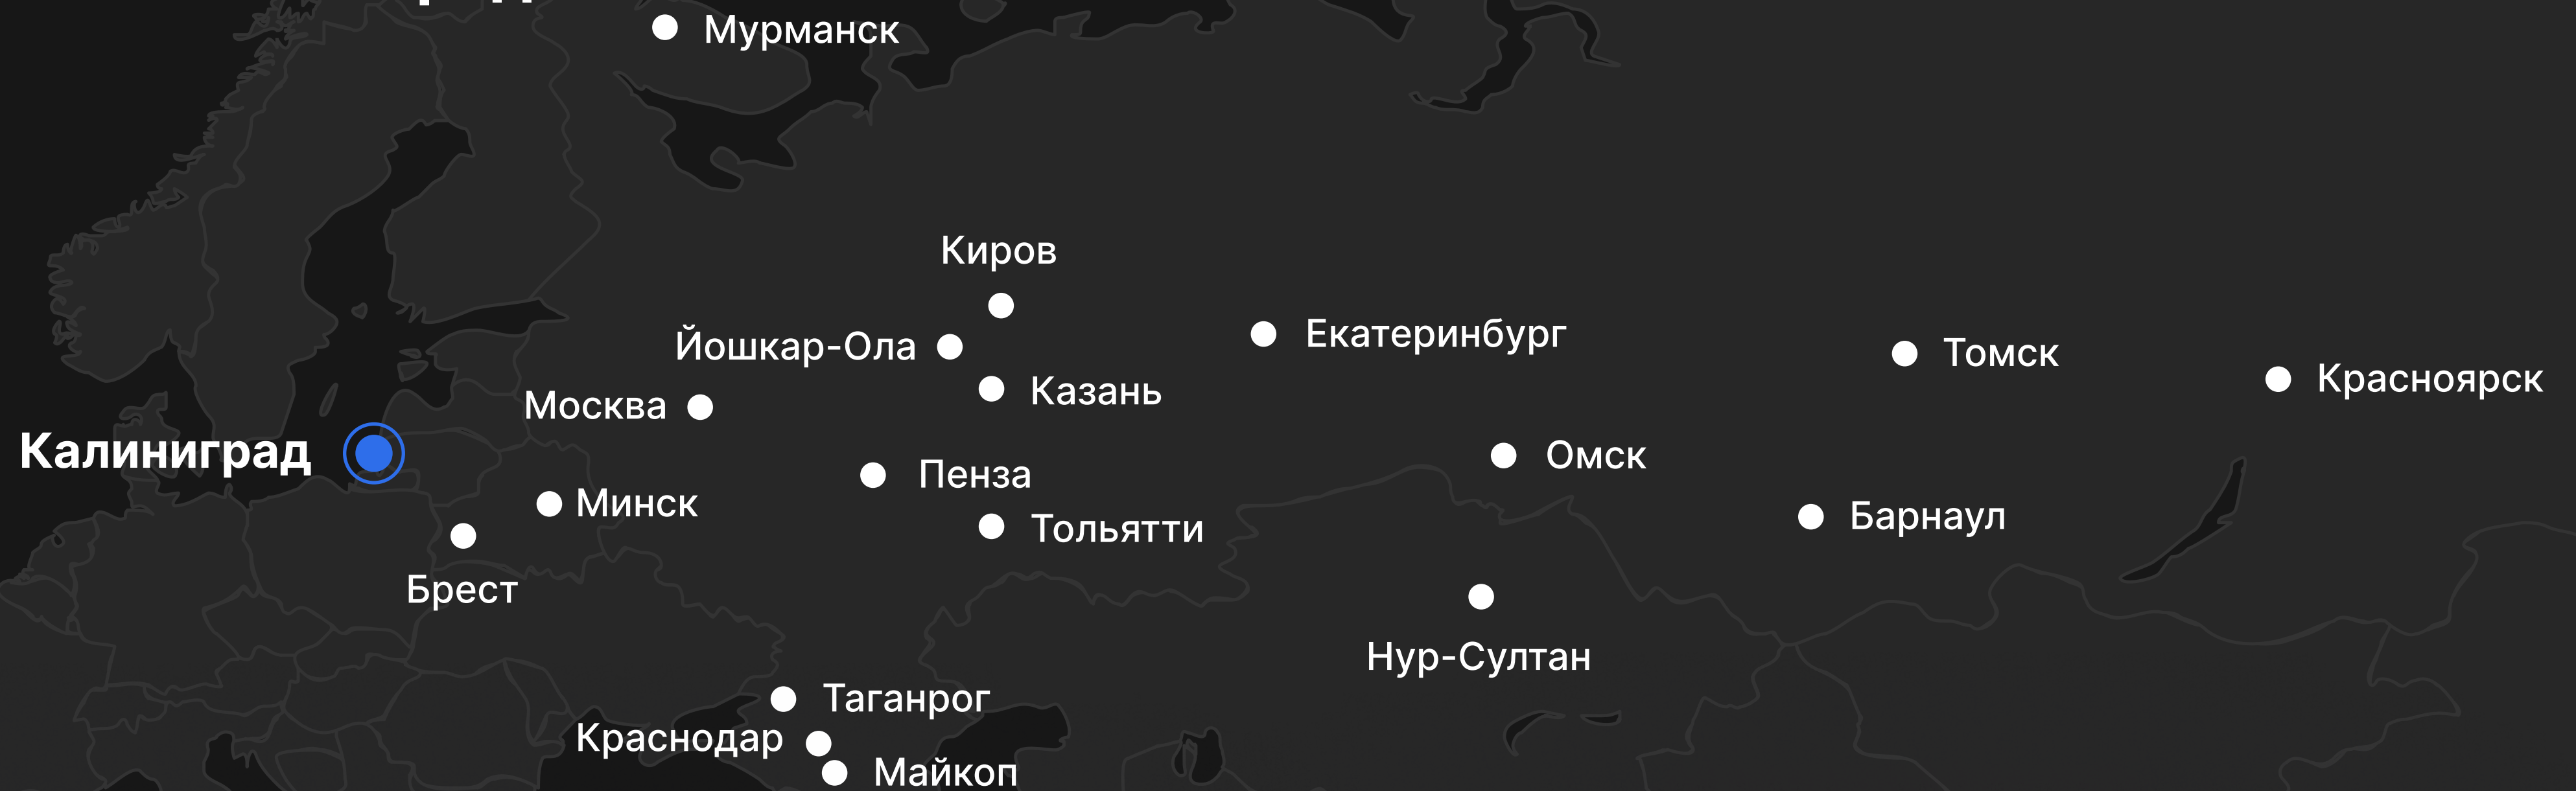 Мурманск
Киров
Екатеринбург
Йошкар-Ола
Томск
Красноярск
Казань
Москва
Калининград
Омск
Пенза
Минск
Барнаул
Тольятти
Брест
Нур-Султан
Таганрог
Краснодар
Майкоп